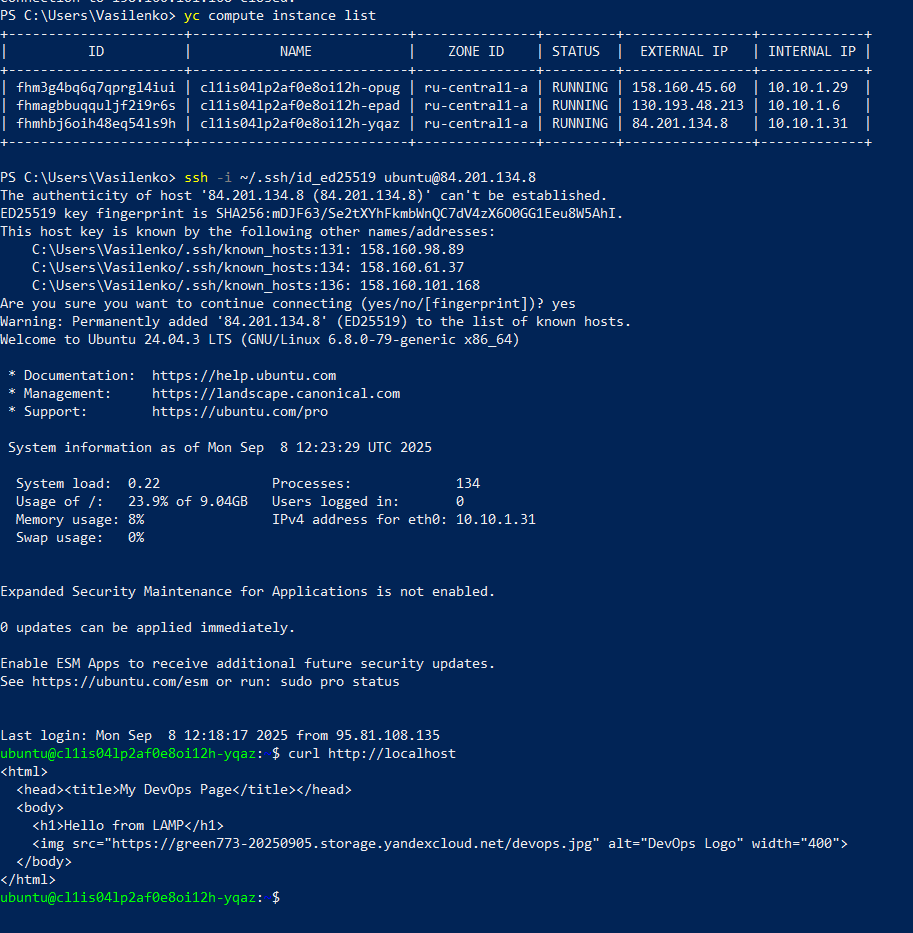 PS C:\Users\Vasilenko> yc compute instance list
+----------------------+---------------------------+---------------+---------+----------------+-------------+
|          ID          |           NAME            |    ZONE ID    | STATUS  |  EXTERNAL IP   | INTERNAL IP |
+----------------------+---------------------------+---------------+---------+----------------+-------------+
| fhm3g4bq6q7qprgl4iui | cl1is04lp2af0e8oi12h-opug | ru-central1-a | RUNNING | 158.160.45.60  | 10.10.1.29  |
| fhmagbbuqquljf2i9r6s | cl1is04lp2af0e8oi12h-epad | ru-central1-a | RUNNING | 130.193.48.213 | 10.10.1.6   |
| fhmhbj6oih48eq54ls9h | cl1is04lp2af0e8oi12h-yqaz | ru-central1-a | RUNNING | 84.201.134.8   | 10.10.1.31  |
+----------------------+---------------------------+---------------+---------+----------------+-------------+
PS C:\Users\Vasilenko> ssh -i ~/.ssh/id_ed25519 ubuntu@84.201.134.8
The authenticity of host '84.201.134.8 (84.201.134.8)' can't be established.
ED25519 key fingerprint is SHA256:mDJF63/Se2tXYhFkmbWnQC7dV4zX6O0GG1Eeu8W5AhI.
This host key is known by the following other names/addresses:
    C:\Users\Vasilenko/.ssh/known_hosts:131: 158.160.98.89
    C:\Users\Vasilenko/.ssh/known_hosts:134: 158.160.61.37
    C:\Users\Vasilenko/.ssh/known_hosts:136: 158.160.101.168
Are you sure you want to continue connecting (yes/no/[fingerprint])? yes
Warning: Permanently added '84.201.134.8' (ED25519) to the list of known hosts.
Welcome to Ubuntu 24.04.3 LTS (GNU/Linux 6.8.0-79-generic x86_64)
 * Documentation:  https://help.ubuntu.com
 * Management:     https://landscape.canonical.com
 * Support:        https://ubuntu.com/pro
 System information as of Mon Sep  8 12:23:29 UTC 2025
  System load:  0.22              Processes:             134
  Usage of /:   23.9% of 9.04GB   Users logged in:       0
  Memory usage: 8%                IPv4 address for eth0: 10.10.1.31
  Swap usage:   0%
Expanded Security Maintenance for Applications is not enabled.
0 updates can be applied immediately.
Enable ESM Apps to receive additional future security updates.
See https://ubuntu.com/esm or run: sudo pro status
Last login: Mon Sep  8 12:18:17 2025 from 95.81.108.135
ubuntu@cl1is04lp2af0e8oi12h-yqaz: $ curl http://localhost
<html>
  <head><title>My DevOps Page</title></head>
  <body>
    <h1>Hello from LAMP</h1>
    <img src="https://green773-20250905.storage.yandexcloud.net/devops.jpg" alt="DevOps Logo" width="400">
  </body>
</html>
ubuntu@cl1is04lp2af0e8oi12h-yqaz: $